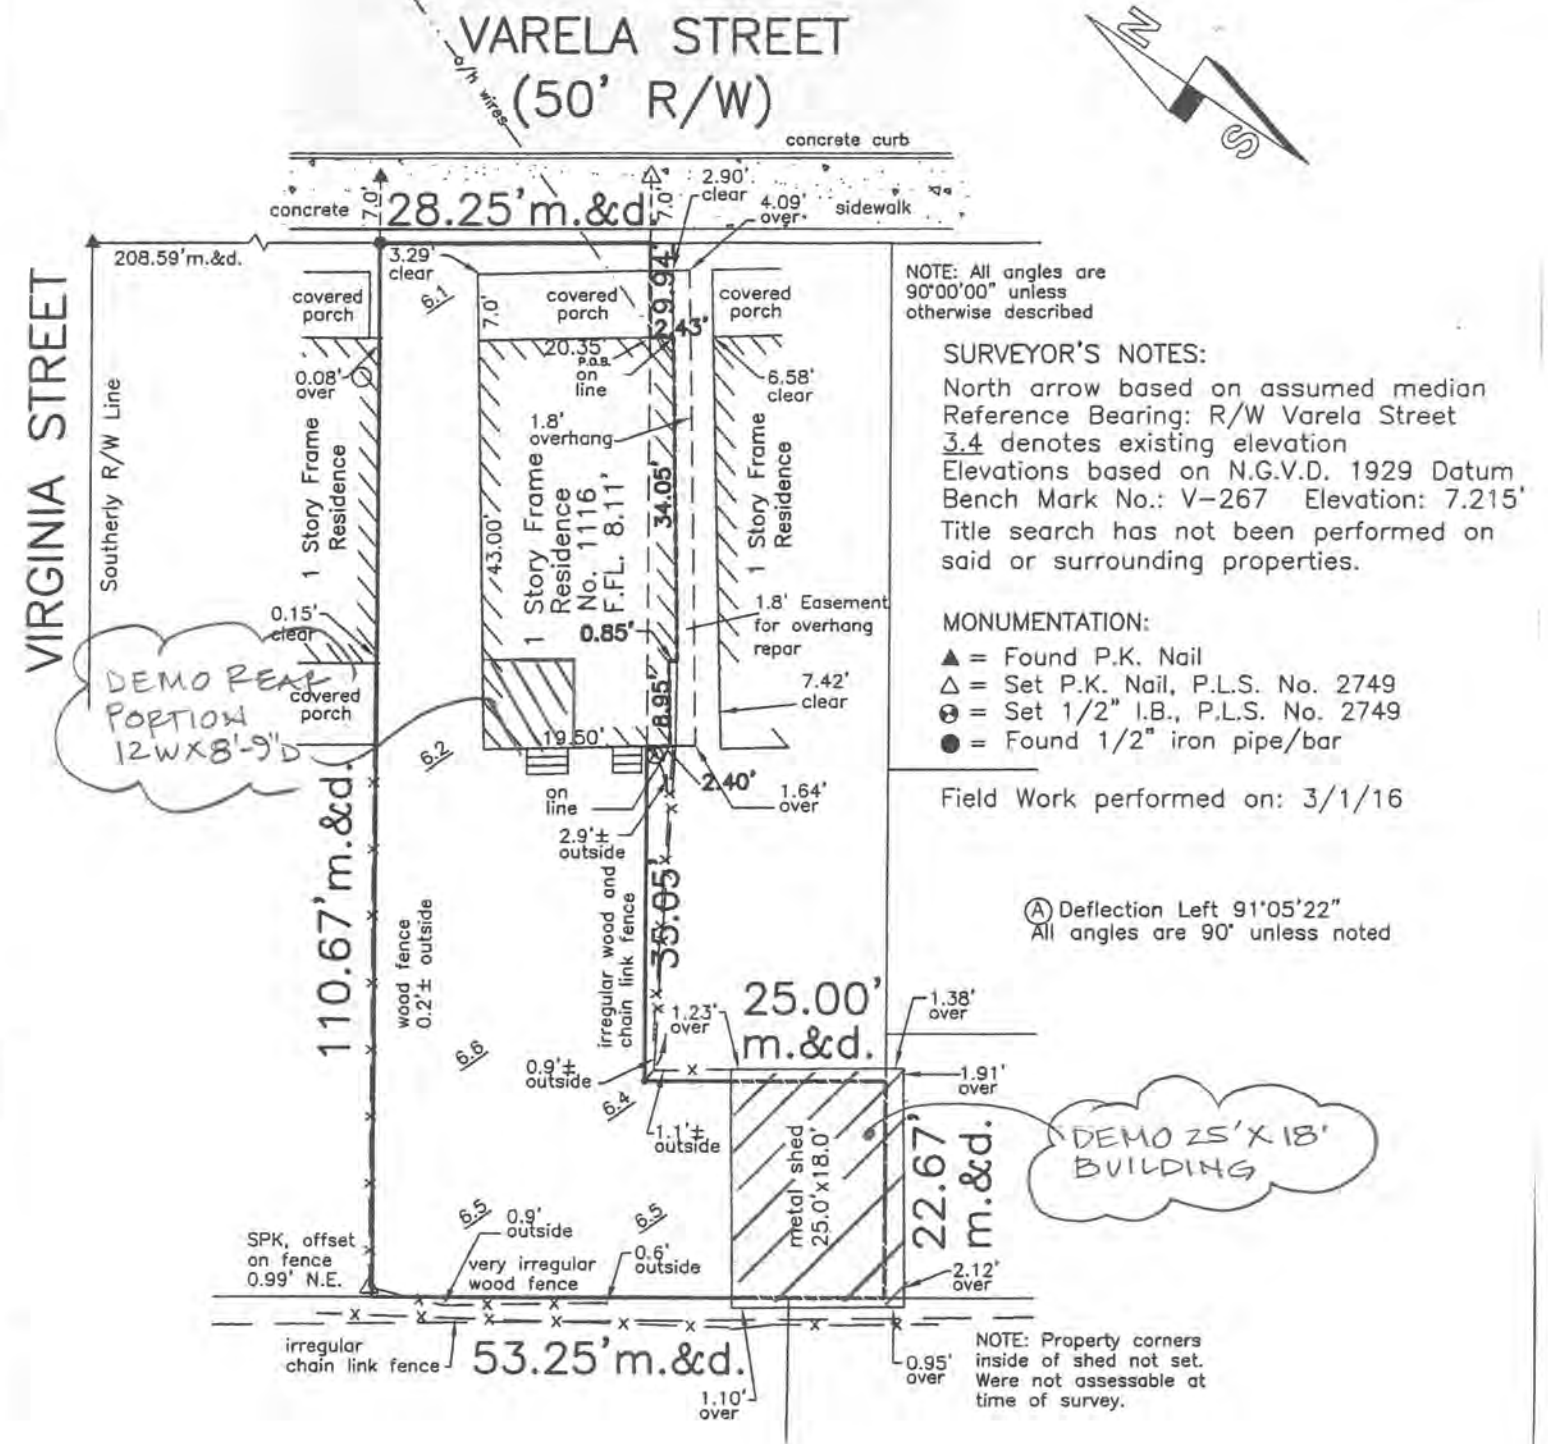 VARELA STREET
(50' R/W)
o/h wires
N
S
concrete curb
concrete
sidewalk
7.0'
28.25'm.&d.
7.0'
2.90'
clear
4.09'
over
208.59'm.&d.
VIRGINIA STREET
Southerly R/W Line
3.29'
clear
6.1
covered
porch
7.0'
covered
porch
9.94'
covered
porch
2.43'
20.35'
P.O.B.
on
line
0.08'
over
6.58'
clear
1.8'
overhang
1 Story Frame
Residence
43.00'
1 Story Frame
Residence
No. 1116
F.FL. 8.11'
34.05'
1 Story Frame
Residence
0.15'
clear
0.85'
1.8' Easement
for overhang
repar
DEMO REAR
PORTION
12W X 8'-9"D
covered
porch
8.95'
7.42'
clear
19.50'
6.2
on
line
2.40'
1.64'
over
2.9'±
outside
110.67'm.&d.
wood fence
0.2'± outside
irregular wood and
chain link fence
35.05'
25.00'
m.&d.
1.23'
over
1.38'
over
6.6
0.9'±
outside
6.4
1.1'±
outside
1.91'
over
metal shed
25.0'x18.0'
22.67'
m.&d.
DEMO 25' X 18'
BUILDING
SPK, offset
on fence
0.99' N.E.
6.5
0.9'
outside
6.5
very irregular
wood fence
0.6'
outside
2.12'
over
irregular
chain link fence
53.25'm.&d.
1.10'
over
0.95'
over
NOTE: Property corners
inside of shed not set.
Were not assessable at
time of survey.
NOTE: All angles are
90°00'00" unless
otherwise described
SURVEYOR'S NOTES:
North arrow based on assumed median
Reference Bearing: R/W Varela Street
3.4 denotes existing elevation
Elevations based on N.G.V.D. 1929 Datum
Bench Mark No.: V-267 Elevation: 7.215'
Title search has not been performed on
said or surrounding properties.
MONUMENTATION:
▲ = Found P.K. Nail
△ = Set P.K. Nail, P.L.S. No. 2749
= Set 1/2" I.B., P.L.S. No. 2749
● = Found 1/2" iron pipe/bar
Field Work performed on: 3/1/16
Ⓐ Deflection Left 91°05'22"
All angles are 90° unless noted